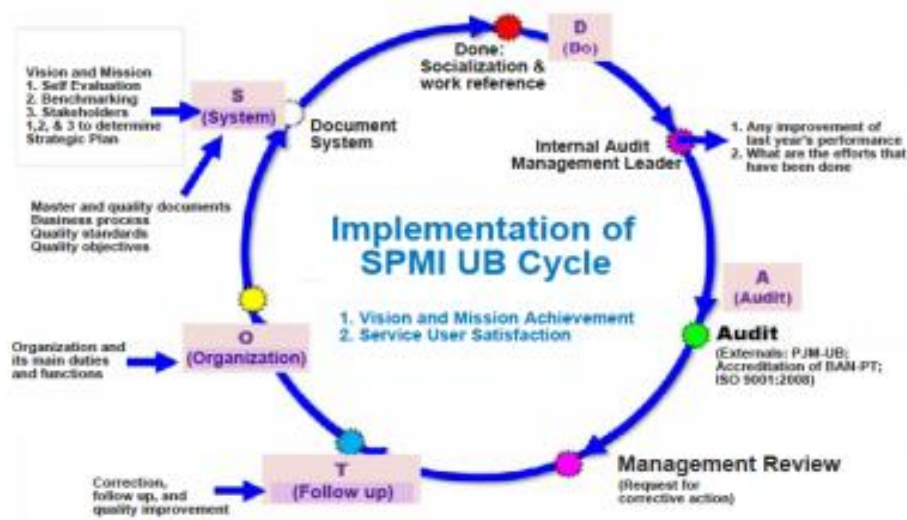 D
(Do)
Done:
Socialization &
work reference
Vision and Mission
1. Self Evaluation
2. Benchmarking
3. Stakeholders
1,2, & 3 to determine
Strategic Plan
S
(System)
Document
System
Internal Audit
Management Leader
1. Any improvement of
last year's performance
2. What are the efforts that
have been done
Master and quality documents
Business process
Quality standards
Quality objectives
Implementation of
SPMI UB Cycle
1. Vision and Mission Achievement
2. Service User Satisfaction
A
(Audit)
Audit
(Externals: PJM-UB;
Accreditation of BAN-PT;
ISO 9001:2008)
O
(Organization)
Organization and
its main duties
and functions
T
(Follow up)
Correction,
follow up, and
quality improvement
Management Review
(Request for
corrective action)